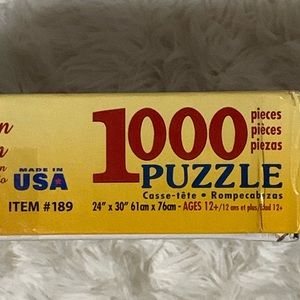 1000
pieces
pièces
piezas
PUZZLE
Casse-tête • Rompecabezas
MADE IN
USA
ITEM #189
24" x 30" 61cm x 76cm - AGES 12+/12 ans et plus/Edad 12+